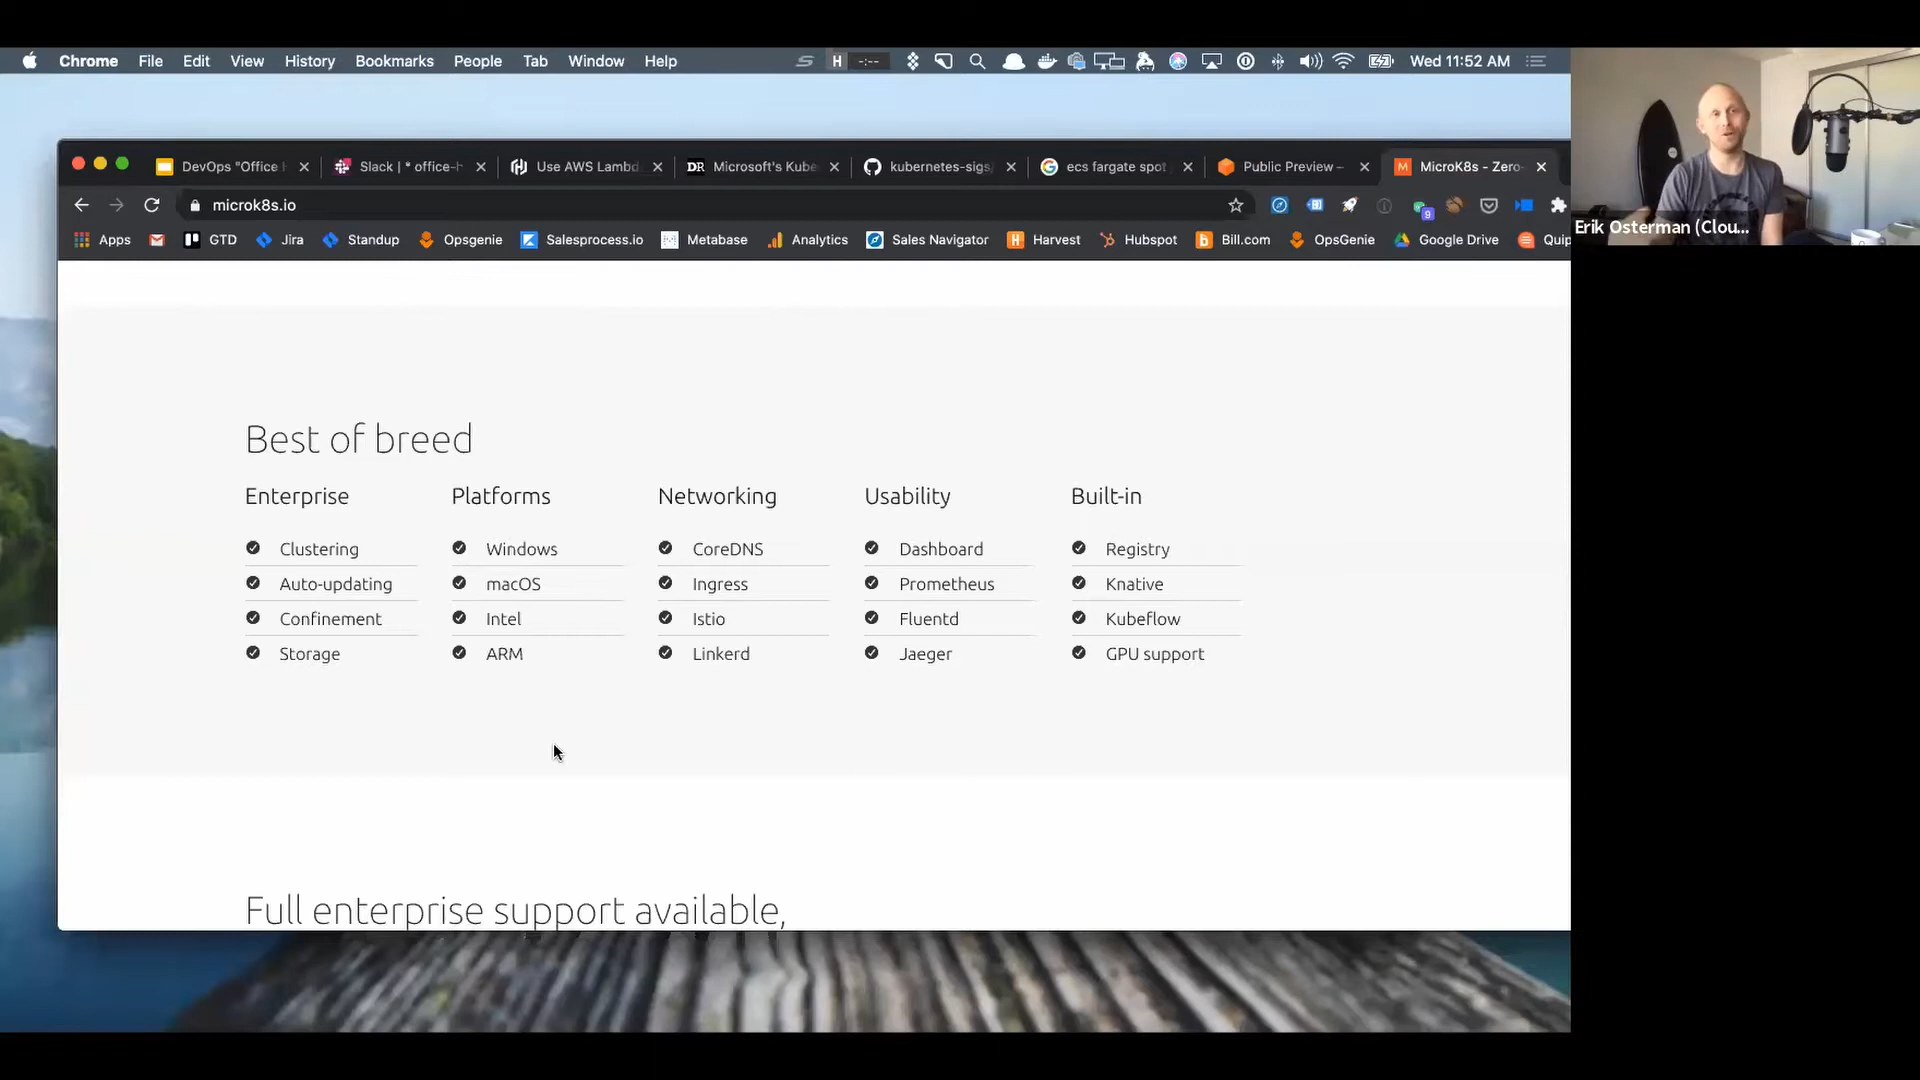 Chrome File Edit View History Bookmarks People Tab Window Help H -:-- Wed 11:52 AM
DevOps "Office H Slack | * office-h Use AWS Lambd DR Microsoft's Kube kubernetes-sigs/ ecs fargate spot Public Preview – M MicroK8s - Zero-
microk8s.io 9
Apps GTD Jira Standup Opsgenie Salesprocess.io Metabase Analytics Sales Navigator H Harvest Hubspot b Bill.com OpsGenie Google Drive Quip
Erik Osterman (Clou...
Best of breed
Enterprise Platforms Networking Usability Built-in
Clustering Windows CoreDNS Dashboard Registry
Auto-updating macOS Ingress Prometheus Knative
Confinement Intel Istio Fluentd Kubeflow
Storage ARM Linkerd Jaeger GPU support
Full enterprise support available,